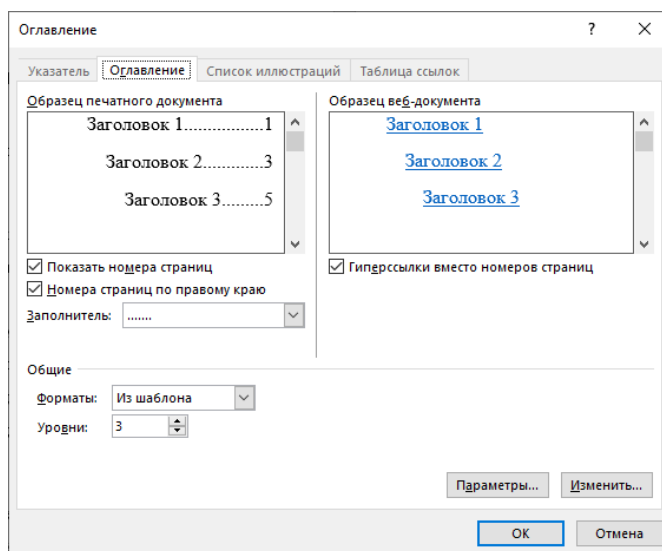 Оглавление
Указатель Оглавление Список иллюстраций Таблица ссылок
Образец печатного документа
Заголовок 1.................1
Заголовок 2.............3
Заголовок 3.........5
Показать номера страниц
Номера страниц по правому краю
Заполнитель: .......
Образец веб-документа
Заголовок 1
Заголовок 2
Заголовок 3
Гиперссылки вместо номеров страниц
Общие
Форматы: Из шаблона
Уровни: 3
Параметры... Изменить...
ОК Отмена